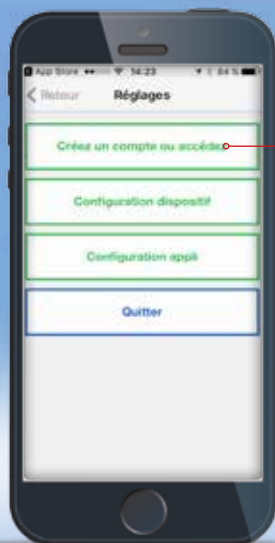 App Store 14:23 84 %
Retour Réglages
Créez un compte ou accédez
Configuration dispositif
Configuration appli
Quitter